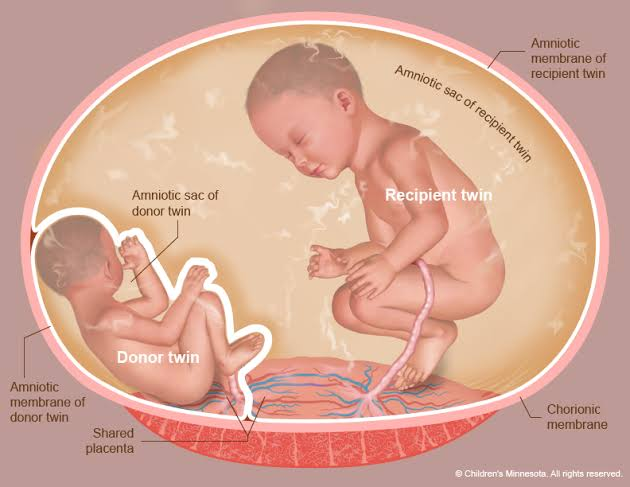 Amniotic
membrane of
recipient twin
Amniotic sac of recipient twin
Recipient twin
Amniotic sac of
donor twin
Donor twin
Amniotic
membrane of
donor twin
Shared
placenta
Chorionic
membrane
© Children's Minnesota. All rights reserved.